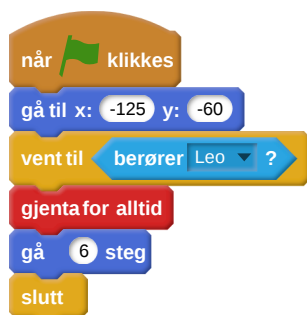 når klikkes
gå til x: -125 y: -60
vent til berører Leo ?
gjenta for alltid
gå 6 steg
slutt